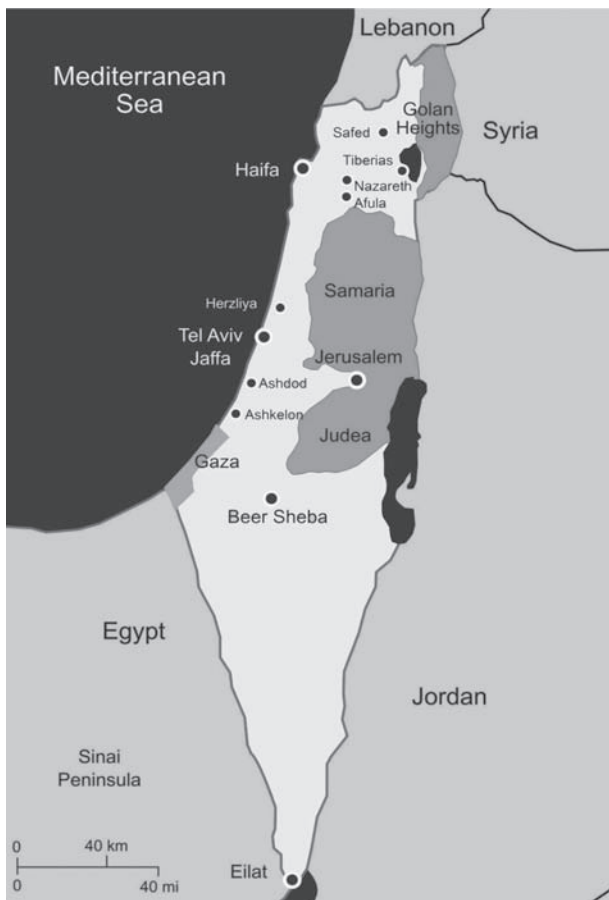 Lebanon
Mediterranean
Sea
Golan
Heights
Safed
Syria
Tiberias
Haifa
Nazareth
Afula
Samaria
Herzliya
Tel Aviv
Jaffa
Jerusalem
Ashdod
Ashkelon
Judea
Gaza
Beer Sheba
Egypt
Jordan
Sinai
Peninsula
0 40 km
0 40 mi
Eilat